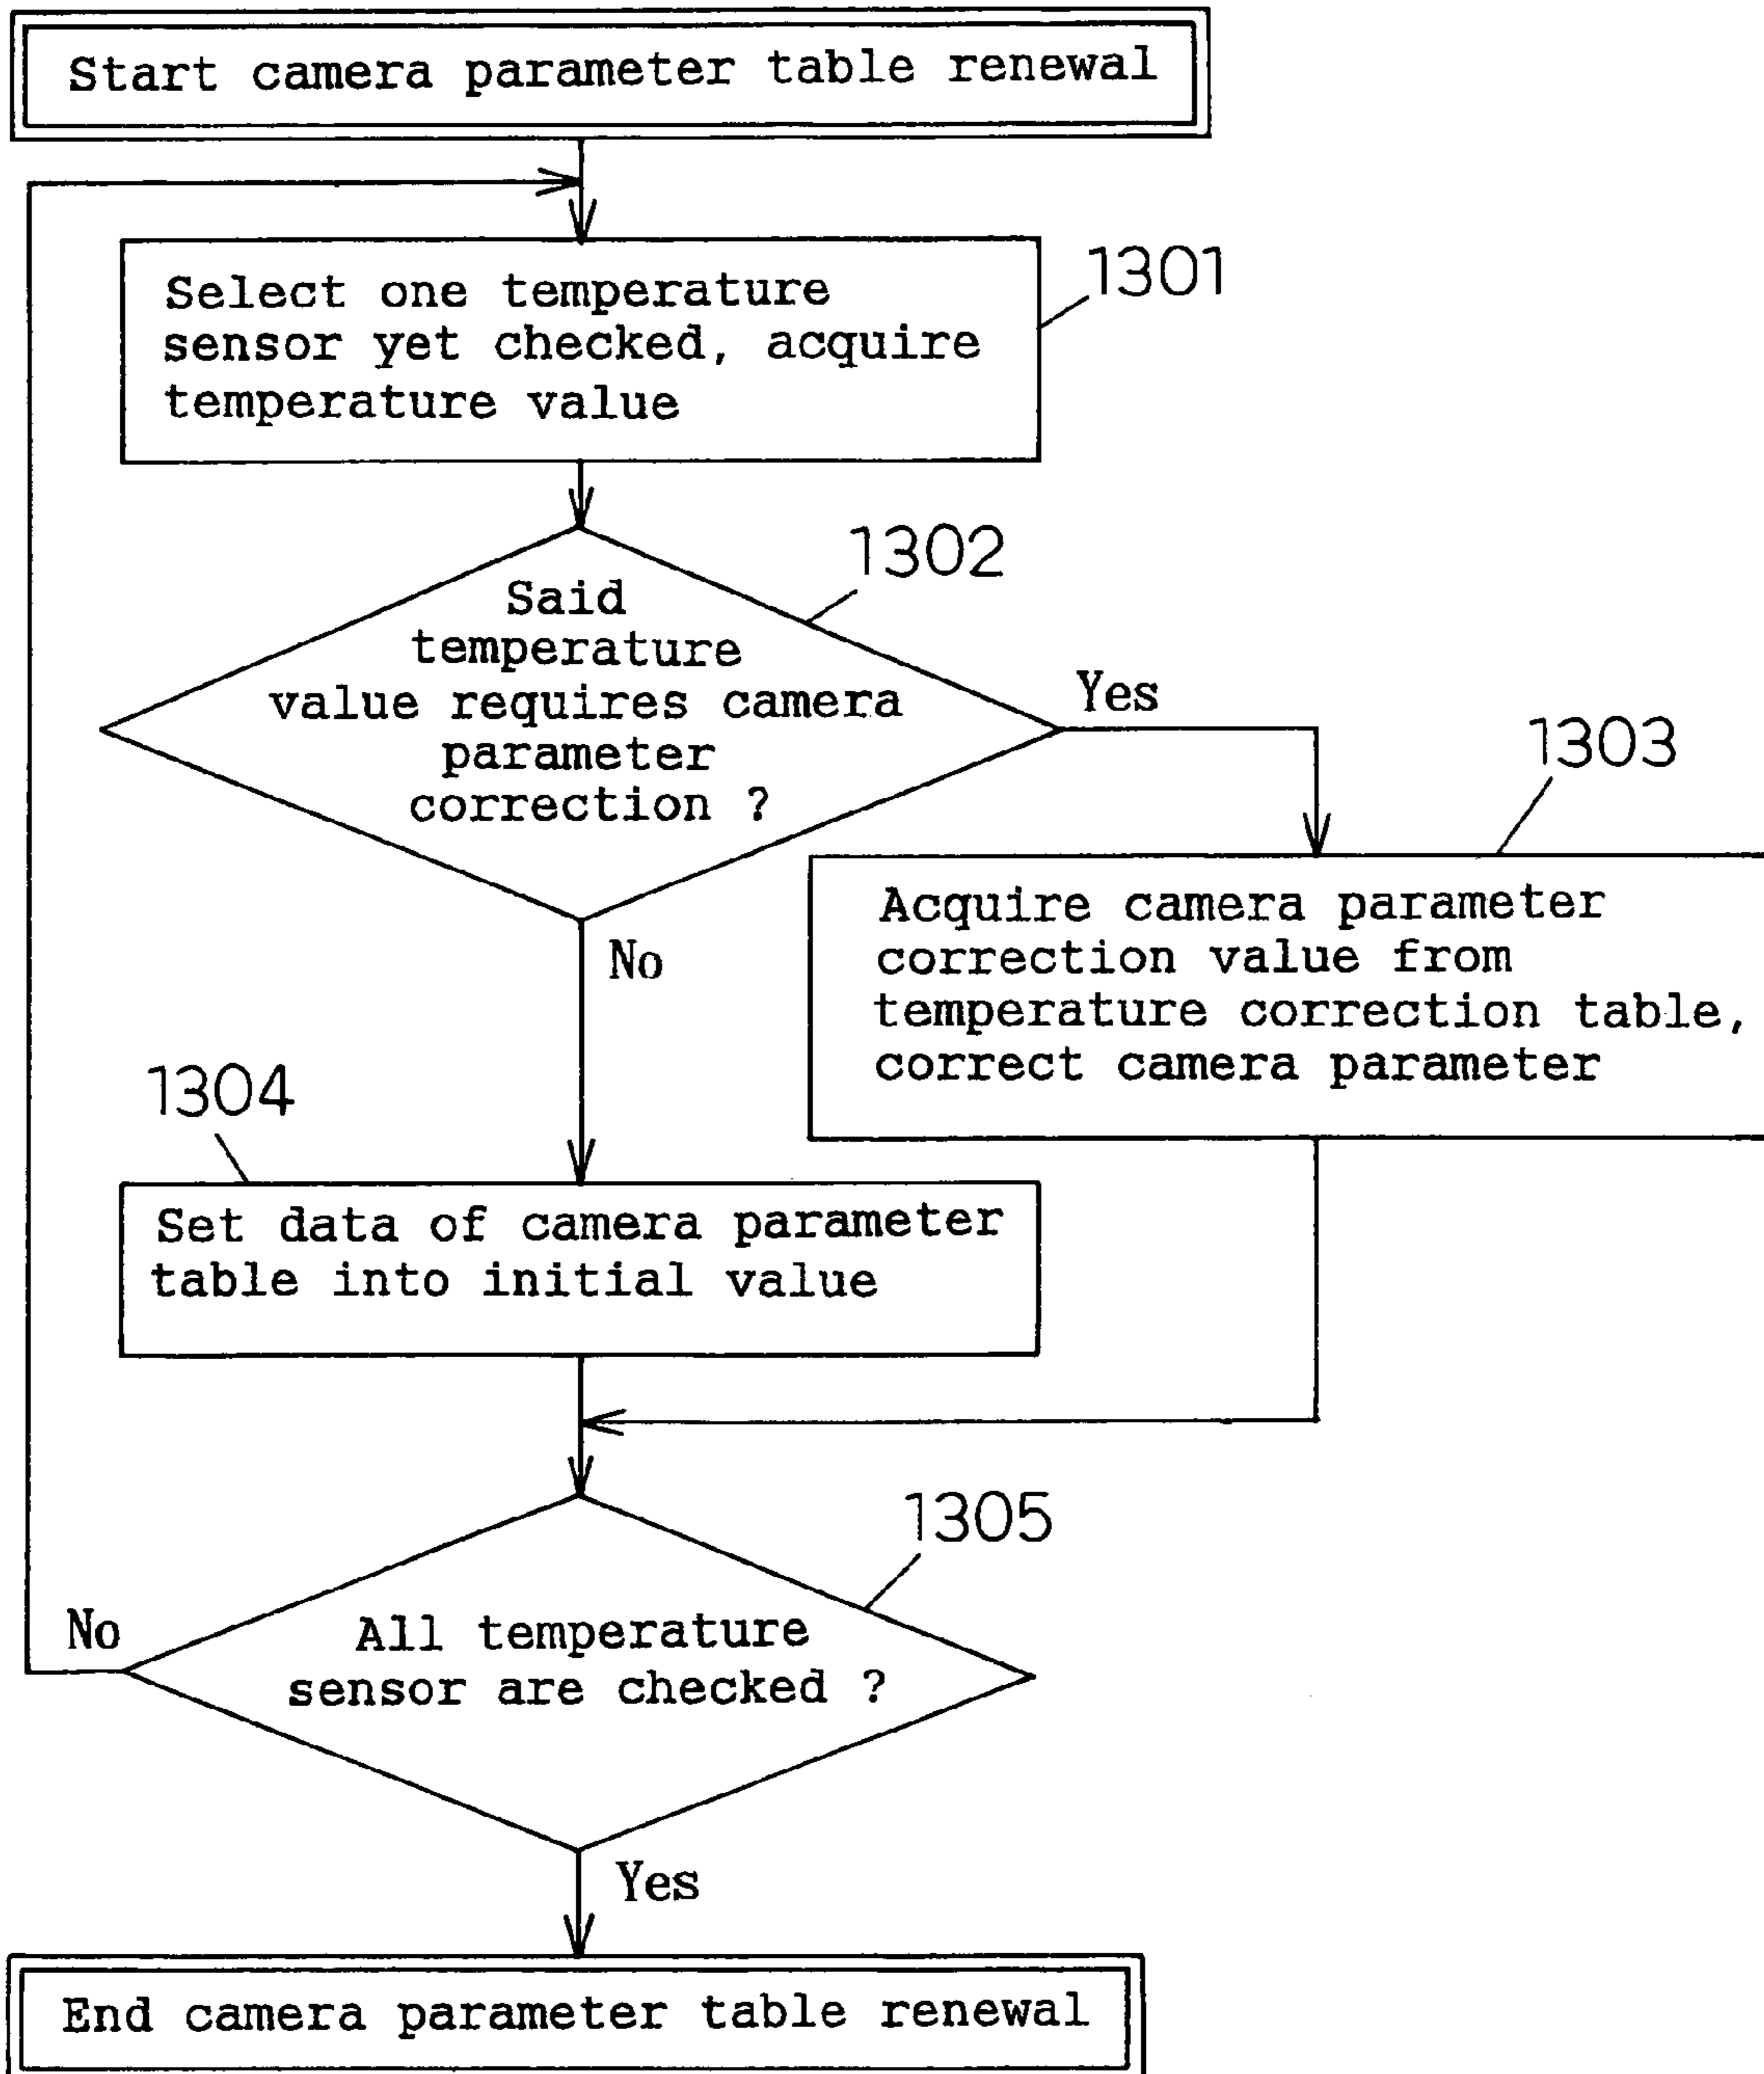 Start camera parameter table renewal
1301
Select one temperature
sensor yet checked, acquire
temperature value
1302
Said
temperature
value requires camera
parameter
correction ?
Yes
No
1303
Acquire camera parameter
correction value from
temperature correction table,
correct camera parameter
1304
Set data of camera parameter
table into initial value
1305
All temperature
sensor are checked ?
No
Yes
End camera parameter table renewal